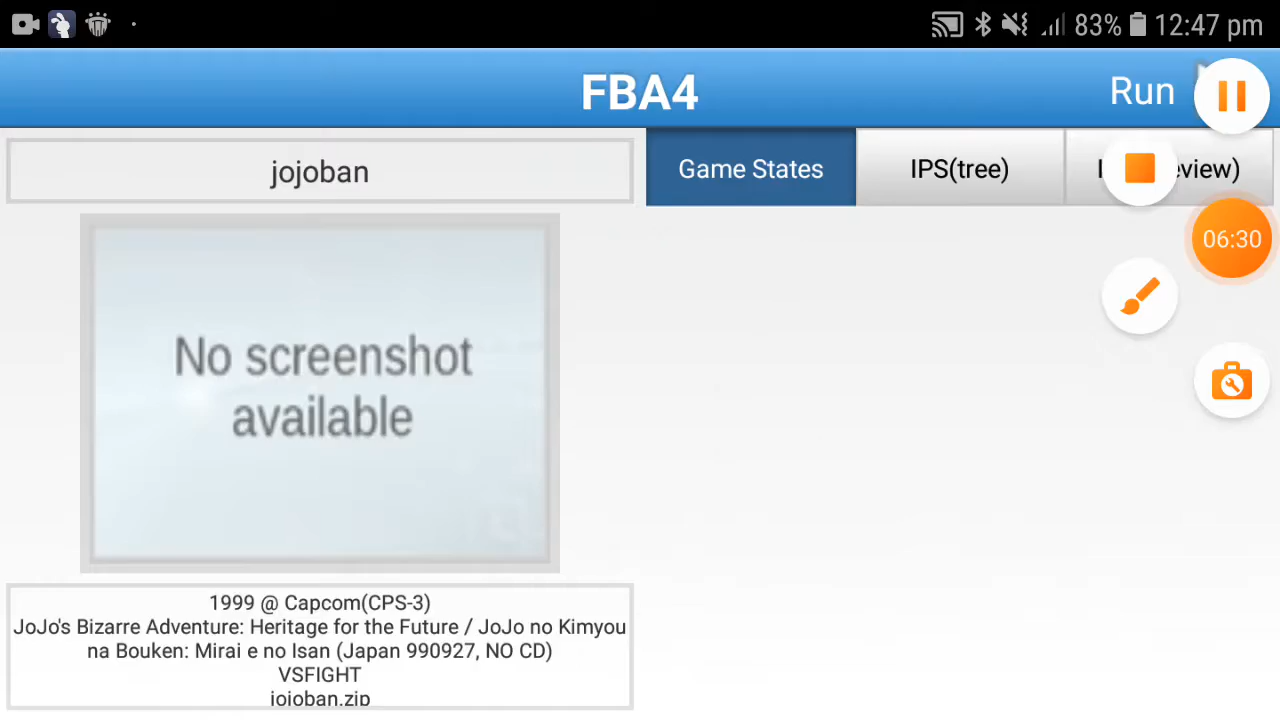 83% 12:47 pm
FBA4
Run
jojoban
Game States
IPS(tree)
No screenshot
available
06:30
1999 @ Capcom(CPS-3)
JoJo's Bizarre Adventure: Heritage for the Future / JoJo no Kimyou
na Bouken: Mirai e no Isan (Japan 990927, NO CD)
VSFIGHT
jojoban.zip